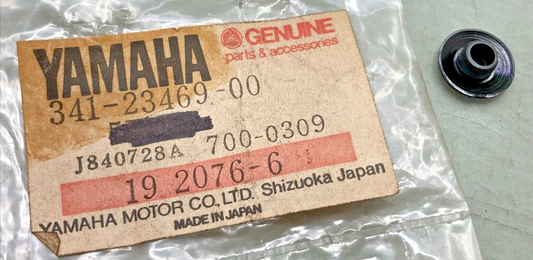 YAMAHA
GENUINE
parts & accessories
341-23469-00
J840728A 700-0309
19 2076-6
YAMAHA MOTOR CO., LTD. Shizuoka Japan
MADE IN JAPAN